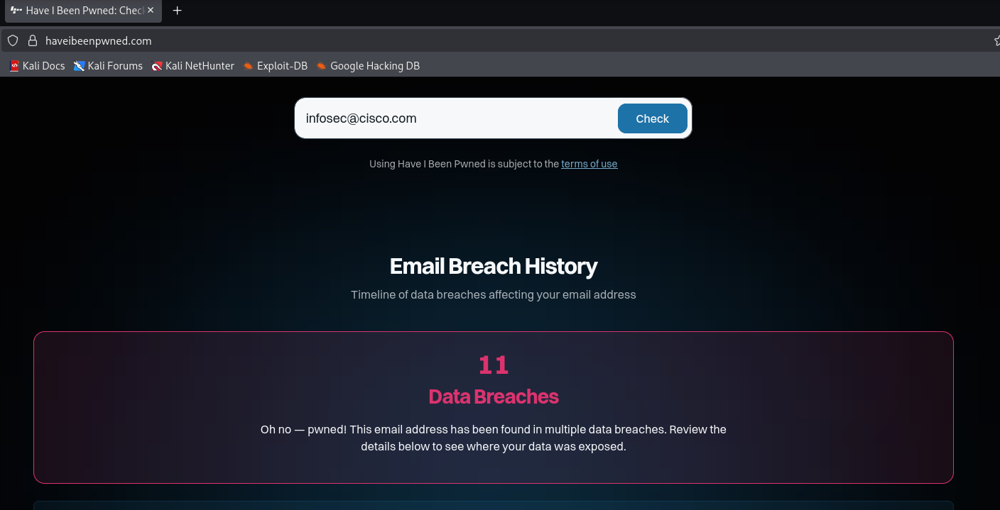 Have I Been Pwned: Chec
haveibeenpwned.com
Kali Docs Kali Forums Kali NetHunter Exploit-DB Google Hacking DB
infosec@cisco.com Check
Using Have I Been Pwned is subject to the terms of use
Email Breach History
Timeline of data breaches affecting your email address
11
Data Breaches
Oh no — pwned! This email address has been found in multiple data breaches. Review the
details below to see where your data was exposed.